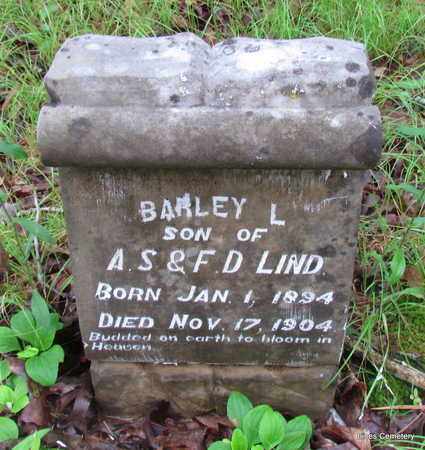 BARLEY L
SON OF
A.S & F.D LIND.
BORN JAN. 1, 1894
DIED NOV. 17, 1904
Budded on earth to bloom in
Heaven.
Cemetery